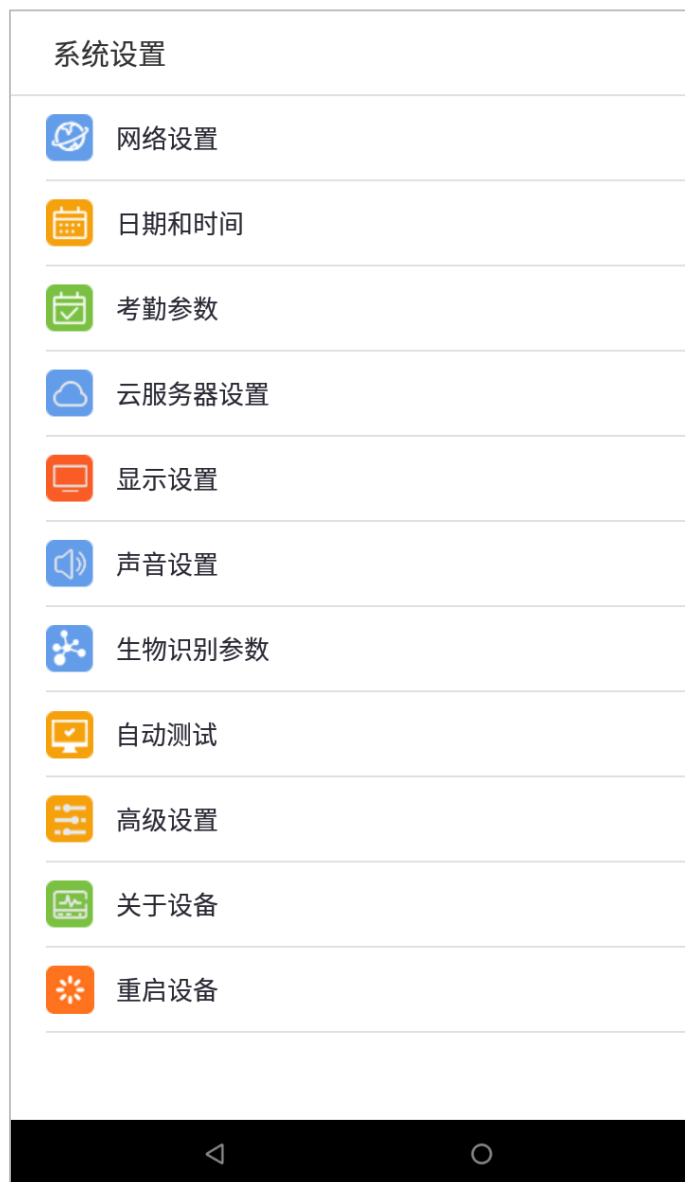 系统设置
网络设置
日期和时间
考勤参数
云服务器设置
显示设置
声音设置
生物识别参数
自动测试
高级设置
关于设备
重启设备